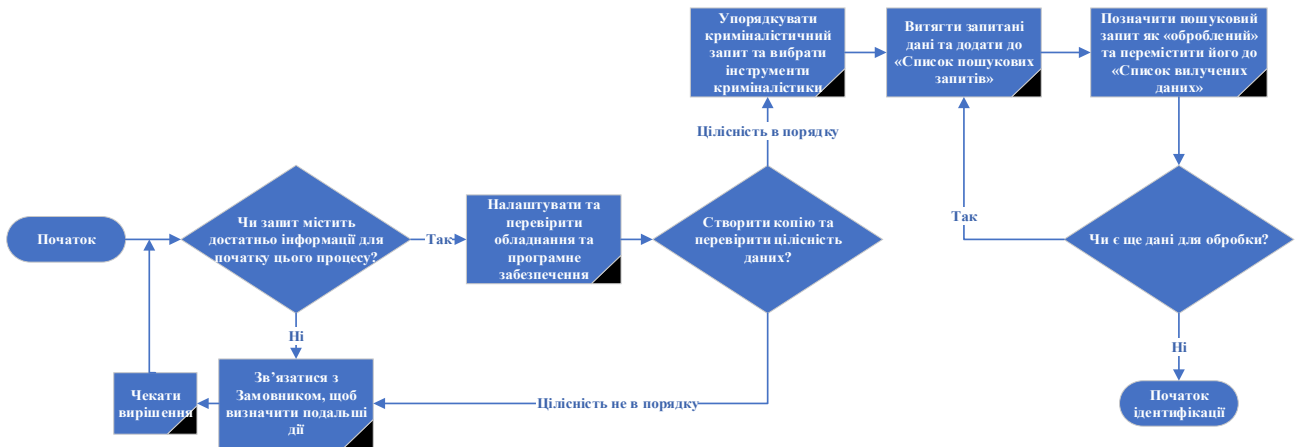 Початок
Чи запит містить
достатньо інформації для
початку цього процесу?
Так
Ні
Зв’язатися з
Замовником, щоб
визначити подальші
дії
Чекати
вирішення
Налаштувати та
перевірити
обладнання та
програмне
забезпечення
Створити копію та
перевірити цілісність
даних?
Цілісність не в порядку
Цілісність в порядку
Упорядкувати
криміналістичний
запит та вибрати
інструменти
криміналістики
Витягти запитані
дані та додати до
«Список пошукових
запитів»
Позначити пошуковий
запит як «оброблений»
та перемістити його до
«Список вилучених
даних»
Чи є ще дані для обробки?
Так
Ні
Початок
ідентифікації